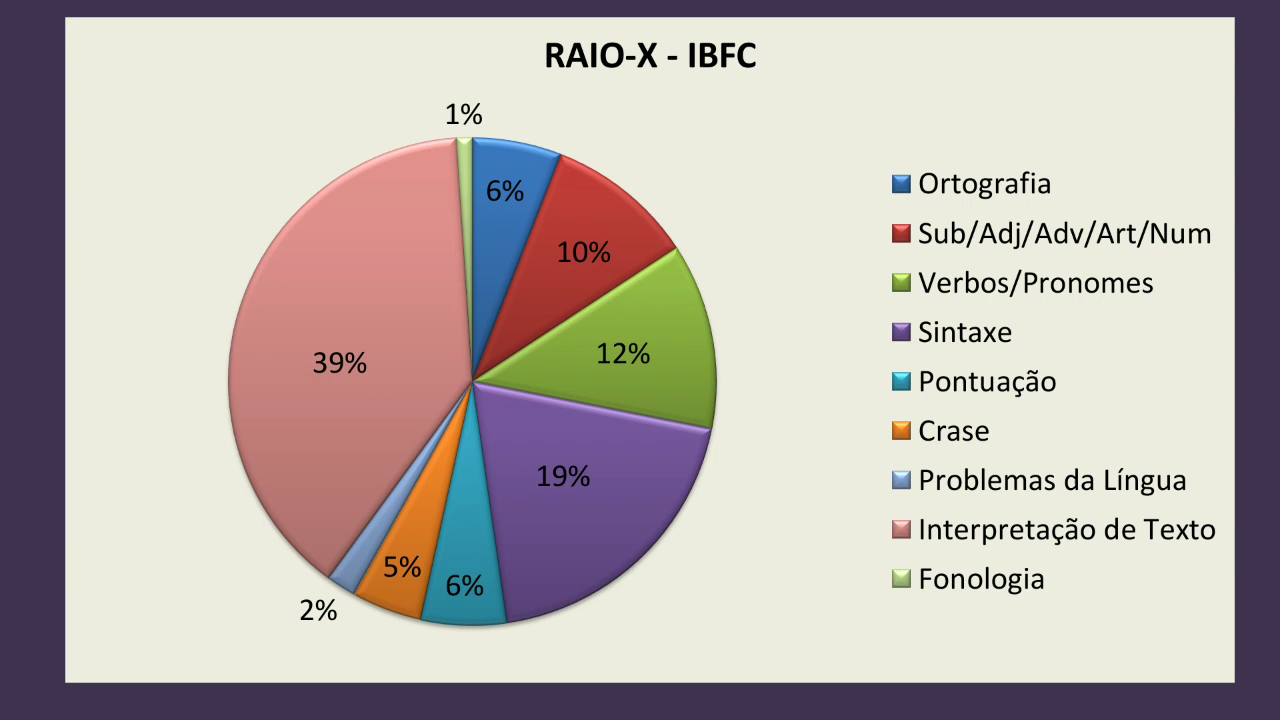 RAIO-X - IBFC
1%
6%
10%
12%
39%
19%
5%
6%
2%
Ortografia
Sub/Adj/Adv/Art/Num
Verbos/Pronomes
Sintaxe
Pontuação
Crase
Problemas da Língua
Interpretação de Texto
Fonologia